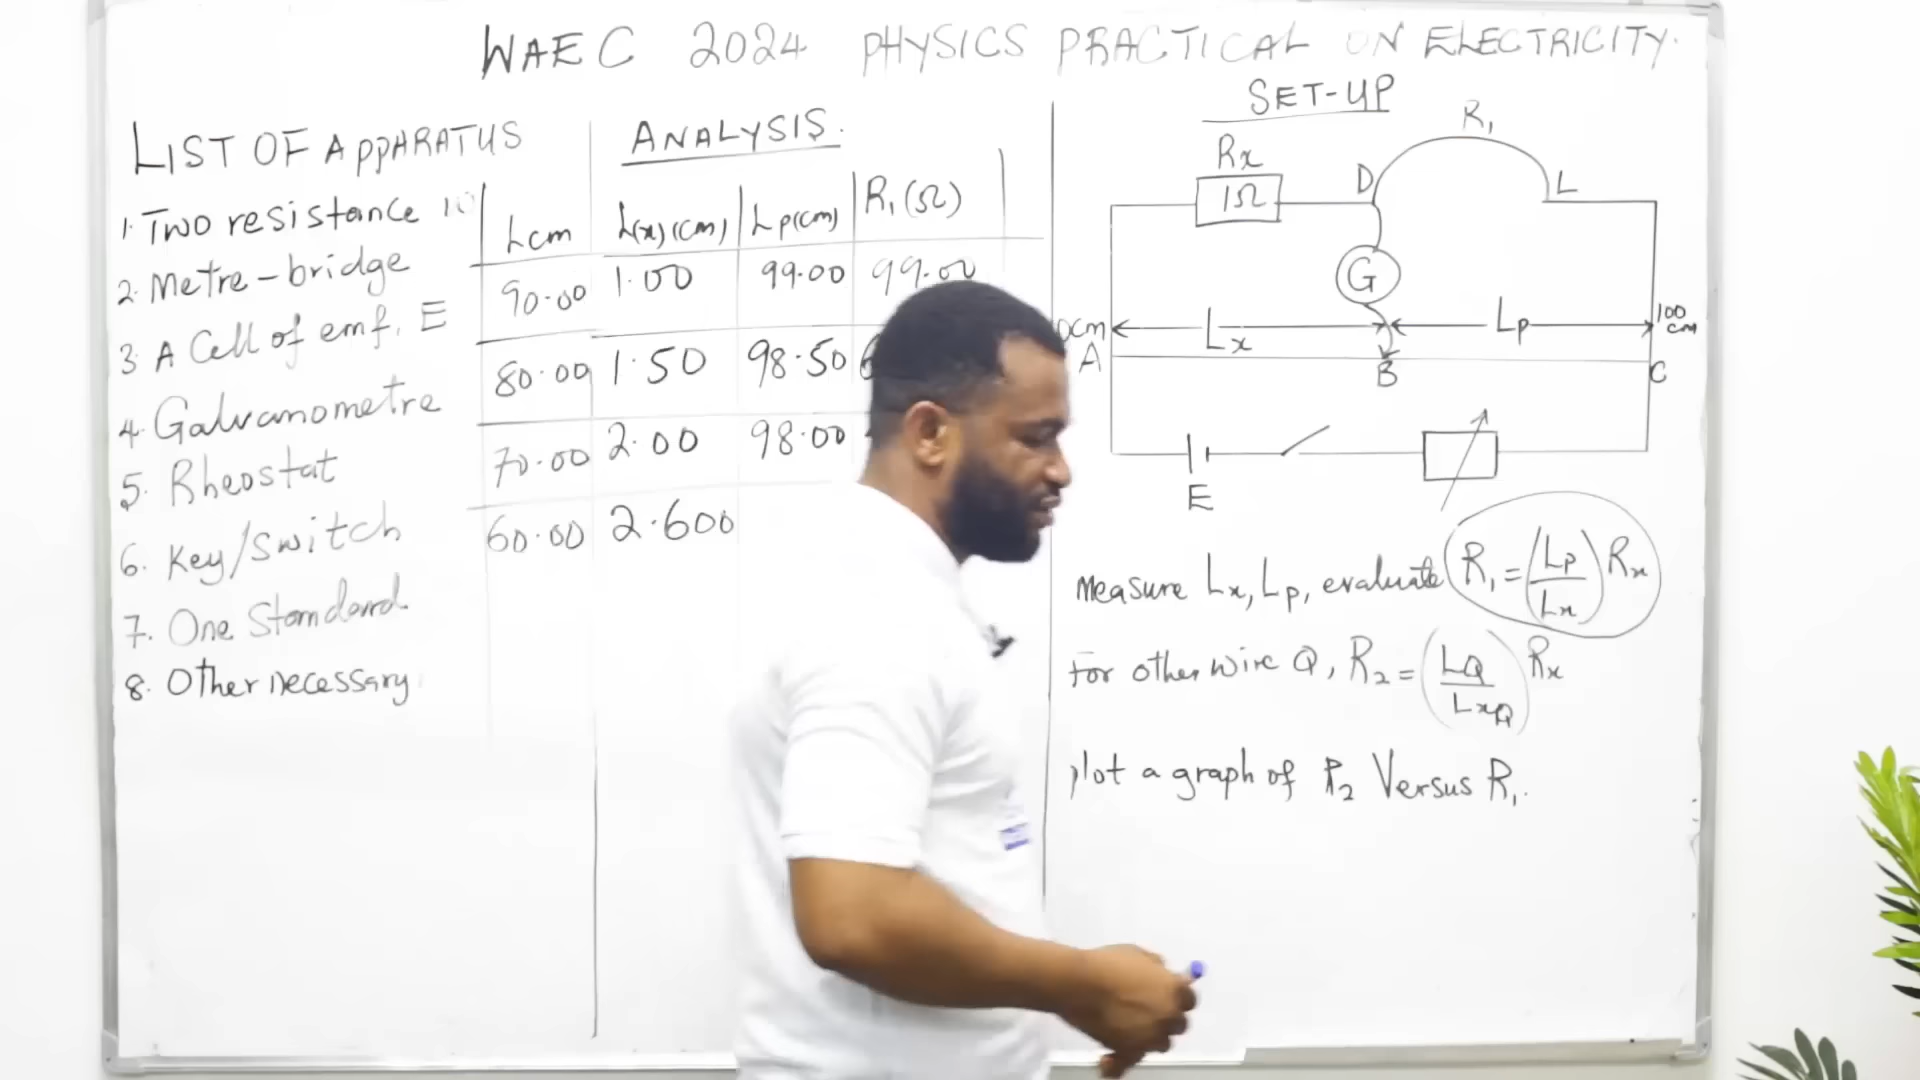 WAEC 2024 PHYSICS PRACTICAL ON ELECTRICITY.
LIST OF APPARATUS
1. Two resistance
2. Metre-bridge
3. A Cell of emf, E
4. Galvanometre
5. Rheostat
6. Key/Switch
7. One Standard
8. Other necessary
ANALYSIS.
L cm L(x)(cm) Lp(cm) R₁(Ω)
90.00 1.00 99.00 99.00
80.00 1.50 98.50
70.00 2.00 98.00
60.00 2.600
SET-UP
R₁
Rx
1Ω
D
L
G
0cm
Lx
Lp
100 cm
A
B
C
E
Measure Lx, Lp, evaluate R₁ = (Lp/Lx) Rx
For other wire Q, R₂ = (LQ/LxQ) Rx
plot a graph of R₂ Versus R₁.